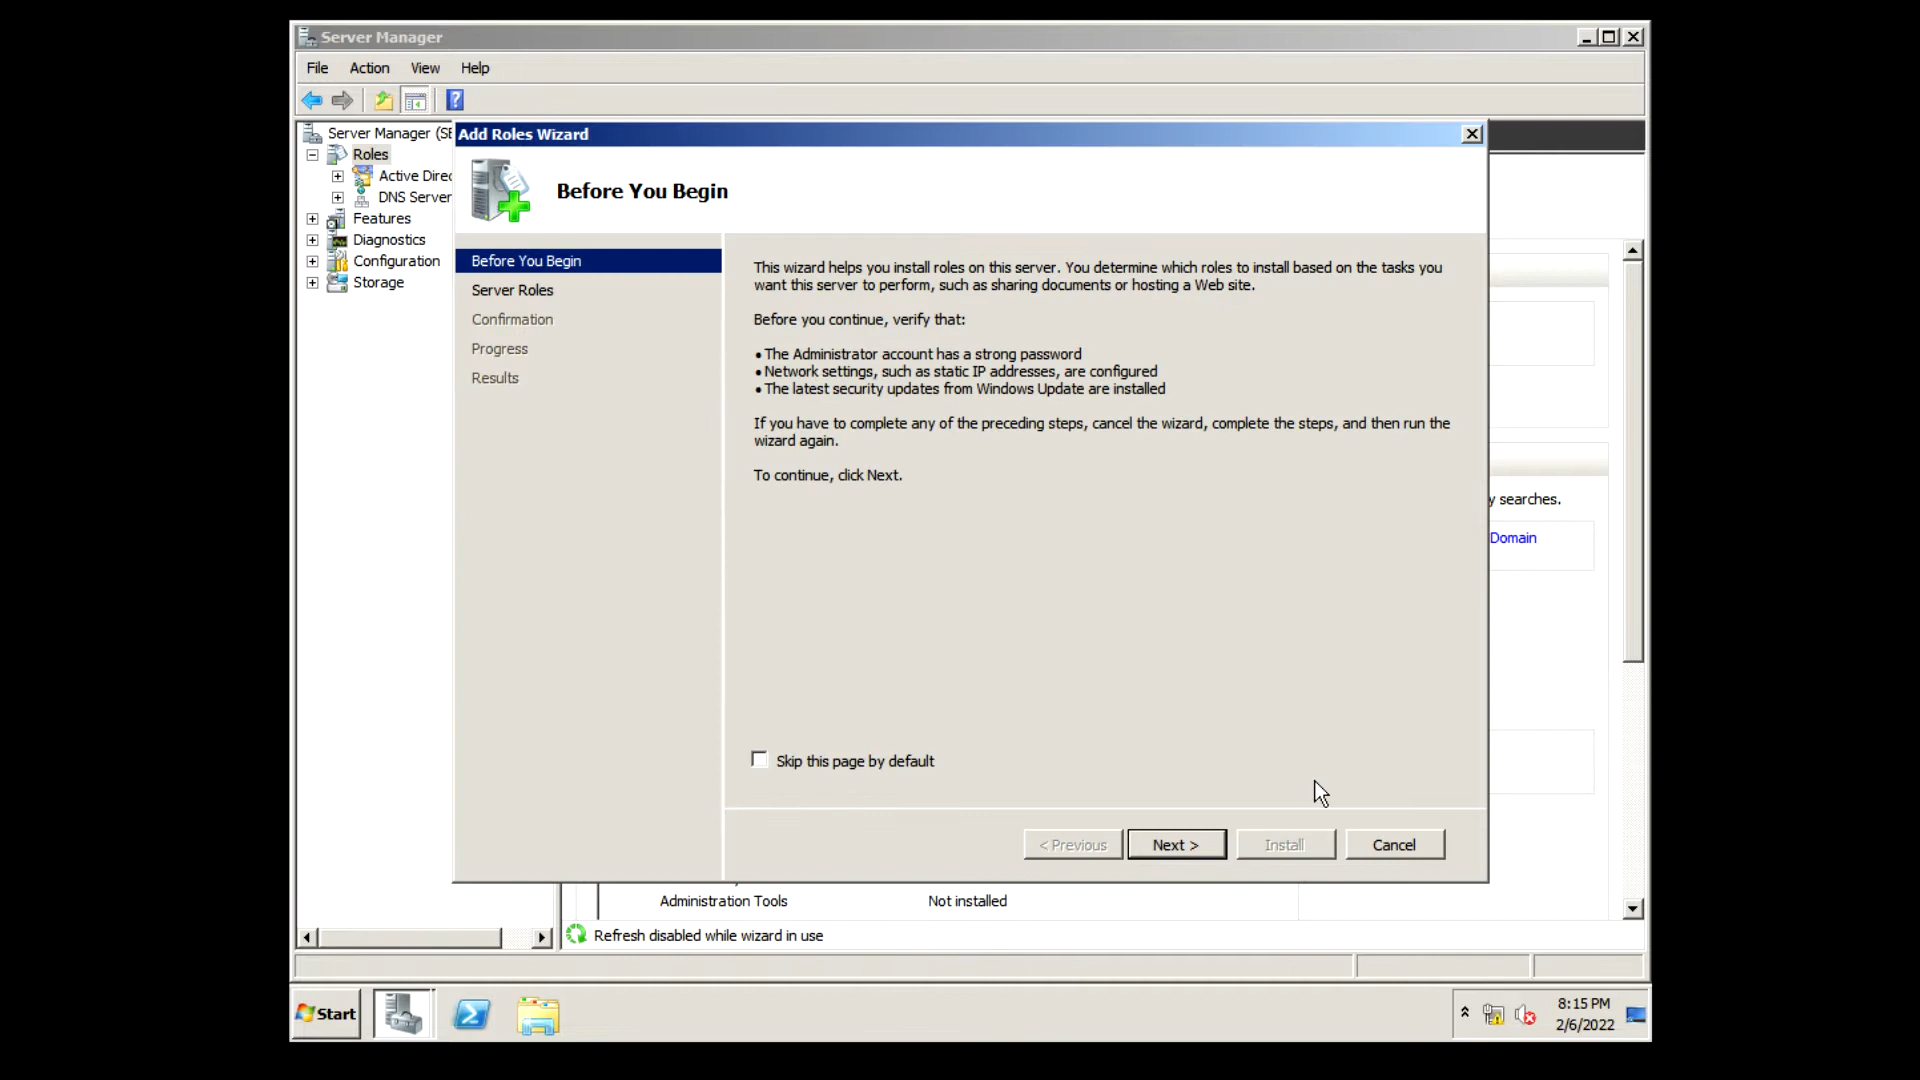 Server Manager
File Action View Help
Server Manager (SE
Roles
Active Direc
DNS Server
Features
Diagnostics
Configuration
Storage
Add Roles Wizard
Before You Begin
Before You Begin
Server Roles
Confirmation
Progress
Results
This wizard helps you install roles on this server. You determine which roles to install based on the tasks you
want this server to perform, such as sharing documents or hosting a Web site.
Before you continue, verify that:
• The Administrator account has a strong password
• Network settings, such as static IP addresses, are configured
• The latest security updates from Windows Update are installed
If you have to complete any of the preceding steps, cancel the wizard, complete the steps, and then run the
wizard again.
To continue, click Next.
Skip this page by default
< Previous Next > Install Cancel
y searches.
Domain
Administration Tools Not installed
Refresh disabled while wizard in use
Start
8:15 PM
2/6/2022